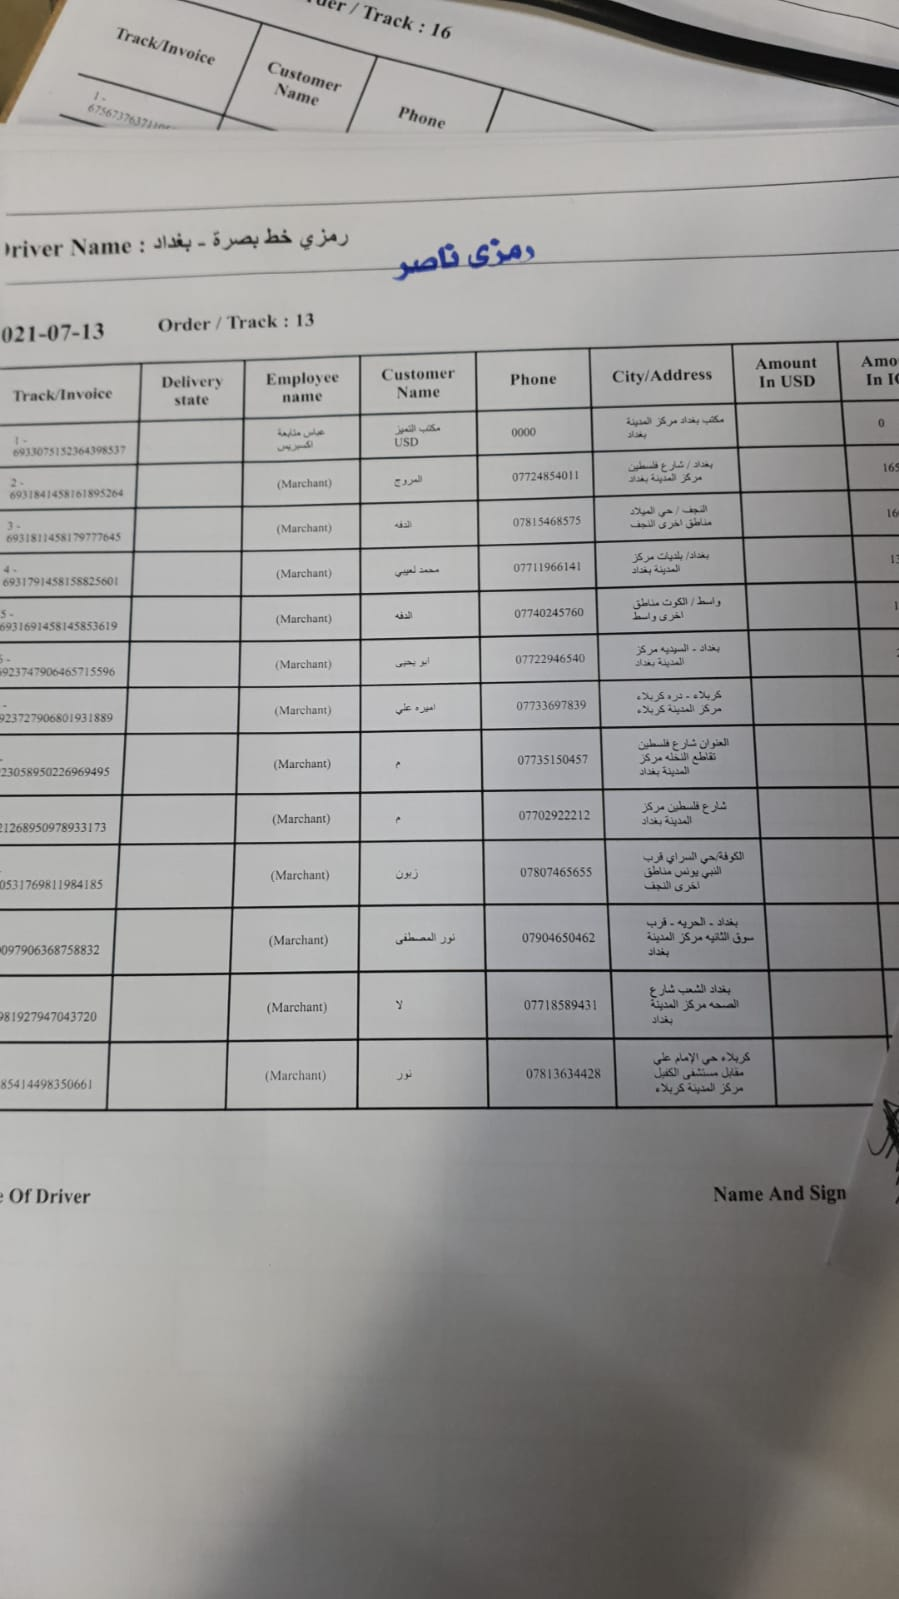 / Track : 16
Track/Invoice
Customer
Name
Phone
1 -
Driver Name : رمزي خط بصرة - بغداد
رمزي ناصر
021-07-13
Order / Track : 13
Track/Invoice
Delivery
state
Employee
name
Customer
Name
Phone
City/Address
Amount
In USD
Amo
In I
1 -
6933075152364398537
عباس متابعة
اكسبريس
مكتب التميز
USD
0000
مكتب بغداد مركز المدينة
بغداد
0
2 -
6931841458161895264
(Marchant)
المروج
07724854011
بغداد / شارع فلسطين
مركز المدينة بغداد
165
3 -
6931811458179777645
(Marchant)
الدفه
07815468575
النجف / حي الميلاد
مناطق اخرى النجف
16
4 -
6931791458158825601
(Marchant)
محمد لعيبي
07711966141
بغداد/ بلديات مركز
المدينة بغداد
13
5 -
6931691458145853619
(Marchant)
الدفه
07740245760
واسط / الكوت مناطق
اخرى واسط
1
-
6923747906465715596
(Marchant)
ابو يحيى
07722946540
بغداد - السيديه مركز
المدينة بغداد
-
923727906801931889
(Marchant)
اميره علي
07733697839
كربلاء - دره كربلاء
مركز المدينة كربلاء
-
23058950226969495
(Marchant)
م
07735150457
العنوان شارع فلسطين
تقاطع النخله مركز
المدينة بغداد
21268950978933173
(Marchant)
م
07702922212
شارع فلسطين مركز
المدينة بغداد
0531769811984185
(Marchant)
زبون
07807465655
الكوفة/حي السراي قرب
النبي يونس مناطق
اخرى النجف
0097906368758832
(Marchant)
نور المصطفى
07904650462
بغداد - الحريه - قرب
سوق الثانيه مركز المدينة
بغداد
981927947043720
(Marchant)
لا
07718589431
بغداد الشعب شارع
الصحه مركز المدينة
بغداد
85414498350661
(Marchant)
نور
07813634428
كربلاء حي الإمام علي
مقابل مستشفى الكفيل
مركز المدينة كربلاء
e Of Driver
Name And Sign